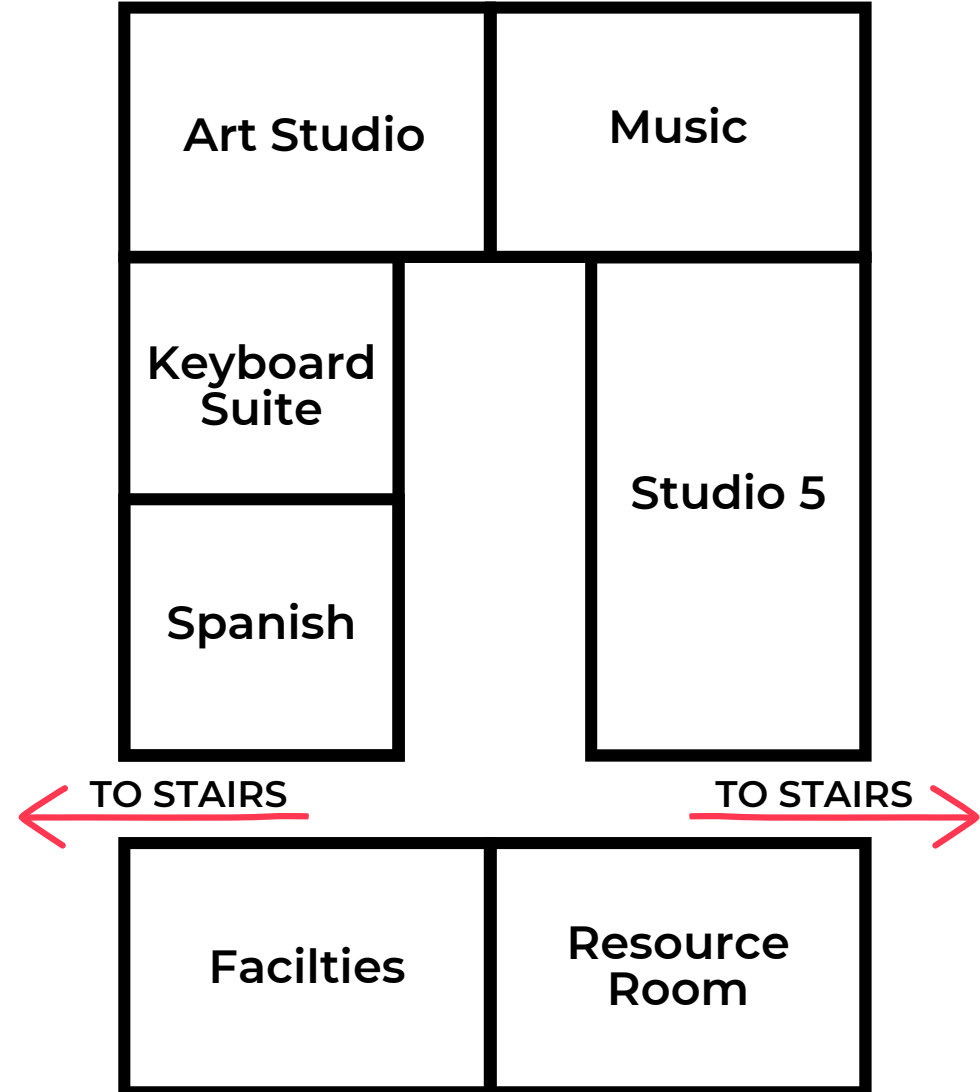 Art Studio
Music
Keyboard
Suite
Studio 5
Spanish
TO STAIRS
TO STAIRS
Facilties
Resource
Room